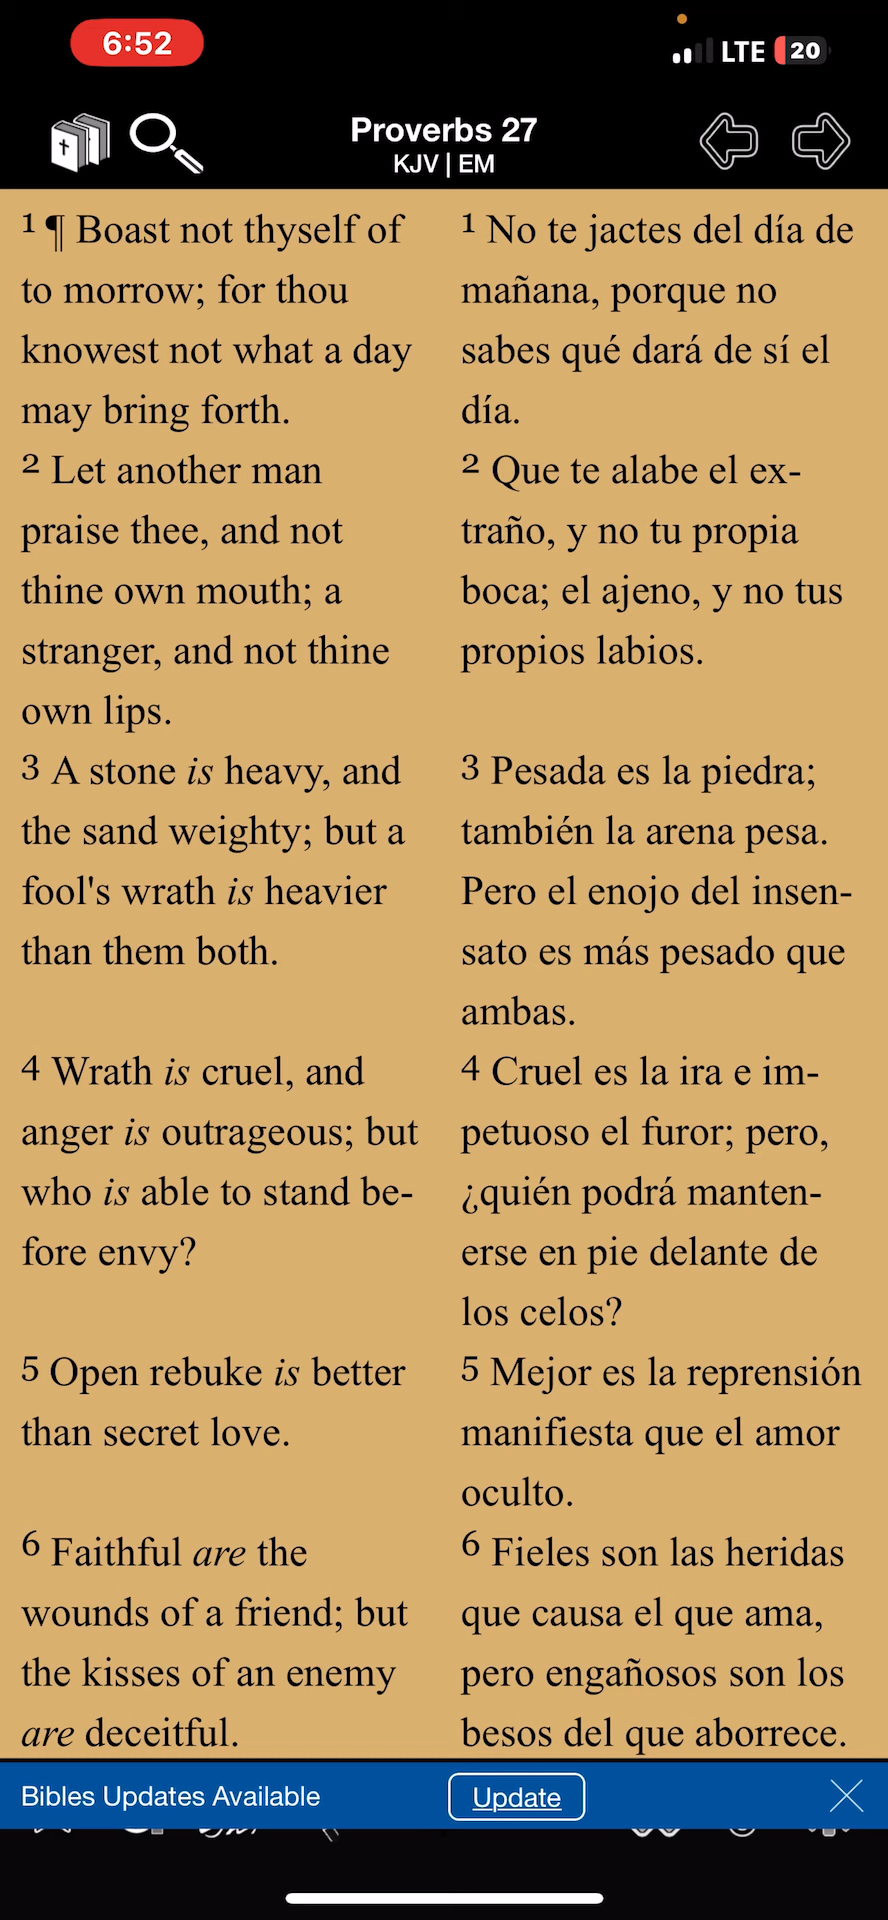 6:52
LTE 20
Proverbs 27
KJV | EM
1 ¶ Boast not thyself of
to morrow; for thou
knowest not what a day
may bring forth.
2 Let another man
praise thee, and not
thine own mouth; a
stranger, and not thine
own lips.
3 A stone is heavy, and
the sand weighty; but a
fool's wrath is heavier
than them both.
4 Wrath is cruel, and
anger is outrageous; but
who is able to stand be-
fore envy?
5 Open rebuke is better
than secret love.
6 Faithful are the
wounds of a friend; but
the kisses of an enemy
are deceitful.
1 No te jactes del día de
mañana, porque no
sabes qué dará de sí el
día.
2 Que te alabe el ex-
traño, y no tu propia
boca; el ajeno, y no tus
propios labios.
3 Pesada es la piedra;
también la arena pesa.
Pero el enojo del insen-
sato es más pesado que
ambas.
4 Cruel es la ira e im-
petuoso el furor; pero,
¿quién podrá manten-
erse en pie delante de
los celos?
5 Mejor es la reprensión
manifiesta que el amor
oculto.
6 Fieles son las heridas
que causa el que ama,
pero engañosos son los
besos del que aborrece.
Bibles Updates Available
Update